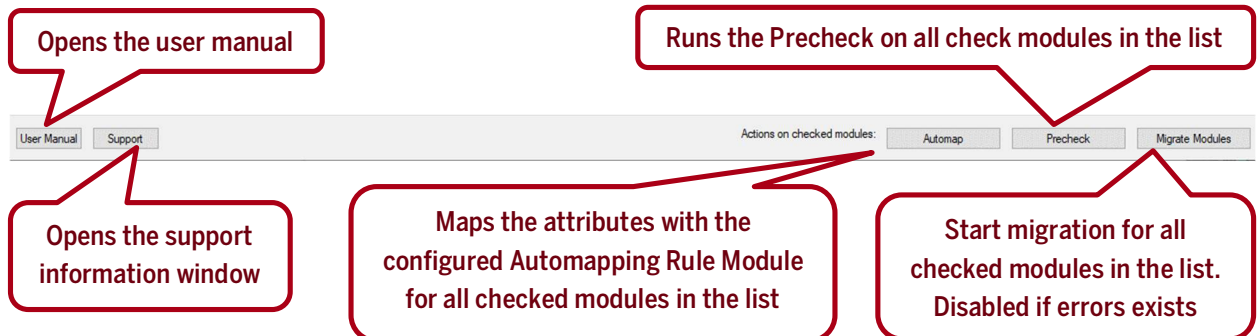 Opens the user manual
Runs the Precheck on all check modules in the list
User Manual
Support
Actions on checked modules:
Automap
Precheck
Migrate Modules
Opens the support
information window
Maps the attributes with the
configured Automapping Rule Module
for all checked modules in the list
Start migration for all
checked modules in the list.
Disabled if errors exists